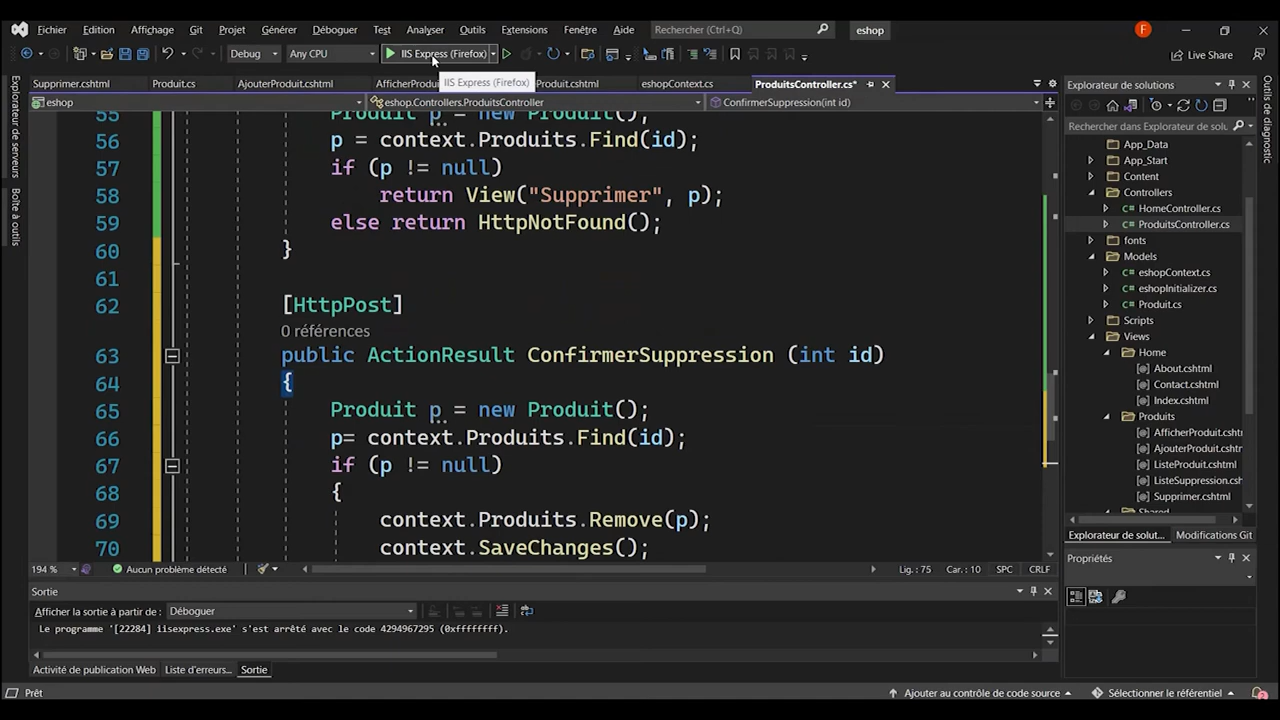 Fichier Edition Affichage Git Projet Générer Déboguer Test Analyser Outils Extensions Fenêtre Aide Rechercher (Ctrl+Q) eshop
Debug Any CPU IIS Express (Firefox) Live Share
IIS Express (Firefox)
Supprimer.cshtml Produit.cs AjouterProduit.cshtml AfficherProdu Produit.cshtml eshopContext.cs ProduitsController.cs*
eshop eshop.Controllers.ProduitsController ConfirmerSuppression(int id)
55 Produit p = new Produit();
56 p = context.Produits.Find(id);
57 if (p != null)
58 return View("Supprimer", p);
59 else return HttpNotFound();
60 }
61
62 [HttpPost]
0 références
63 public ActionResult ConfirmerSuppression (int id)
64 {
65 Produit p = new Produit();
66 p= context.Produits.Find(id);
67 if (p != null)
68 {
69 context.Produits.Remove(p);
70 context.SaveChanges();
194 % Aucun problème détecté Lig. : 75 Car. : 10 SPC CRLF
Sortie
Afficher la sortie à partir de : Déboguer
Le programme '[22284] iisexpress.exe' s'est arrêté avec le code 4294967295 (0xffffffff).
Activité de publication Web Liste d'erreurs... Sortie
Prêt Ajouter au contrôle de code source Sélectionner le référentiel 2
Explorateur de serveurs
Boîte à outils
Explorateur de solutions
Rechercher dans Explorateur de solu
App_Data
App_Start
Content
Controllers
HomeController.cs
ProduitsController.cs
fonts
Models
eshopContext.cs
eshopInitializer.cs
Produit.cs
Scripts
Views
Home
About.cshtml
Contact.cshtml
Index.cshtml
Produits
AfficherProduit.cshtr
AjouterProduit.cshtn
ListeProduit.cshtml
ListeSuppression.csh
Supprimer.cshtml
Shared
Explorateur de solut... Modifications Git
Propriétés
Outils de diagnostic